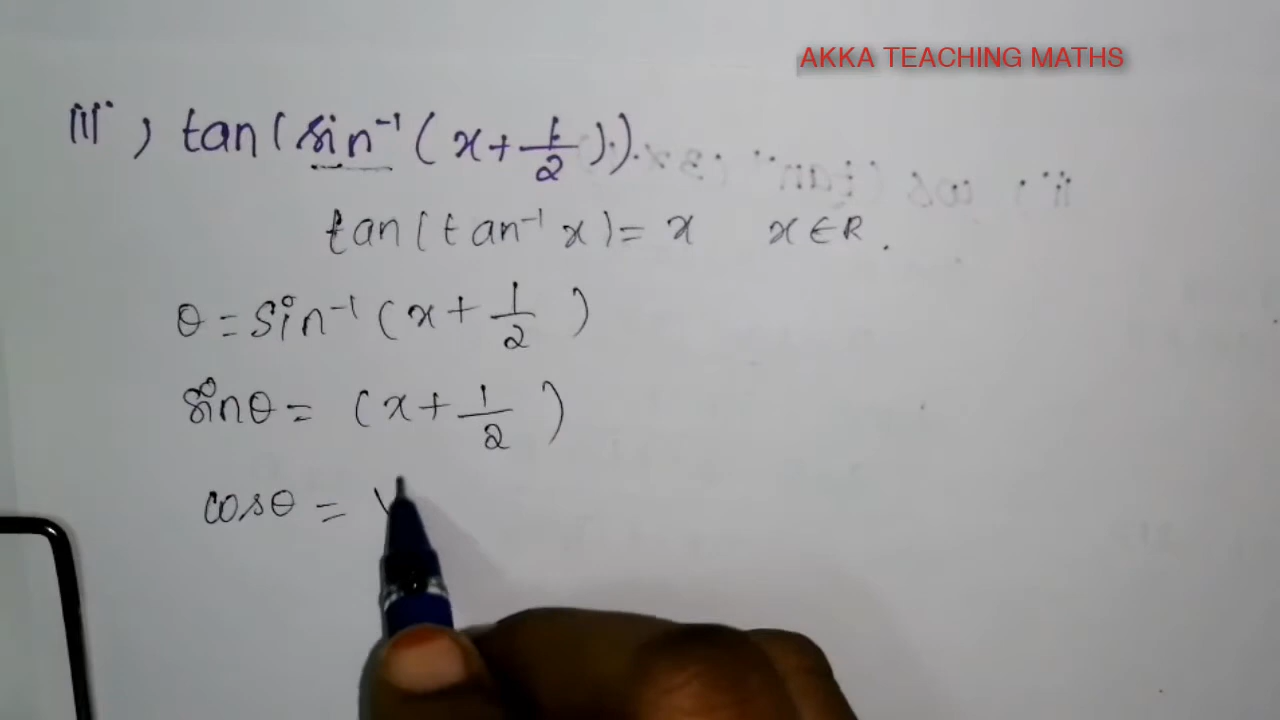 AKKA TEACHING MATHS
iii) tan(sin⁻¹(x+1/2)).
tan(tan⁻¹ x)= x x∈R.
θ=sin⁻¹(x+1/2)
sinθ= (x+1/2)
cosθ =